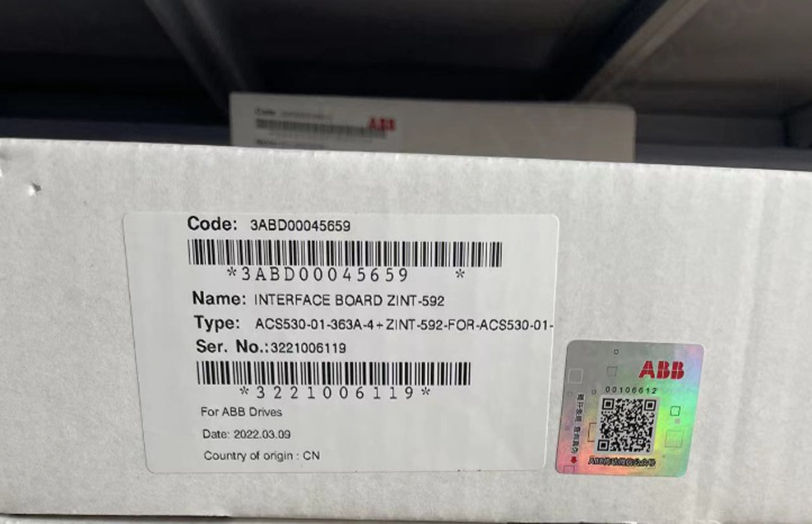 Code:
ABB
Code: 3ABD00045659
*3ABD00045659 *
Name: INTERFACE BOARD ZINT-592
Type: ACS530-01-363A-4+ZINT-592-FOR-ACS530-01-
Ser. No.:3221006119
*3221006119*
For ABB Drives
Date: 2022.03.09
Country of origin : CN
ABB
00106612